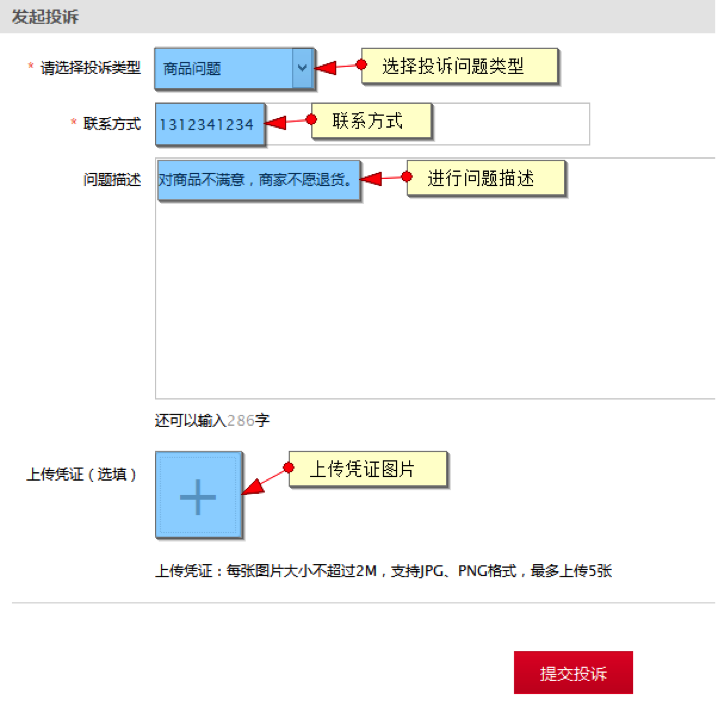 发起投诉
* 请选择投诉类型 商品问题 选择投诉问题类型
* 联系方式 1312341234 联系方式
问题描述 对商品不满意，商家不愿退货。 进行问题描述
还可以输入286字
上传凭证（选填） 上传凭证图片
上传凭证：每张图片大小不超过2M，支持JPG、PNG格式，最多上传5张
提交投诉